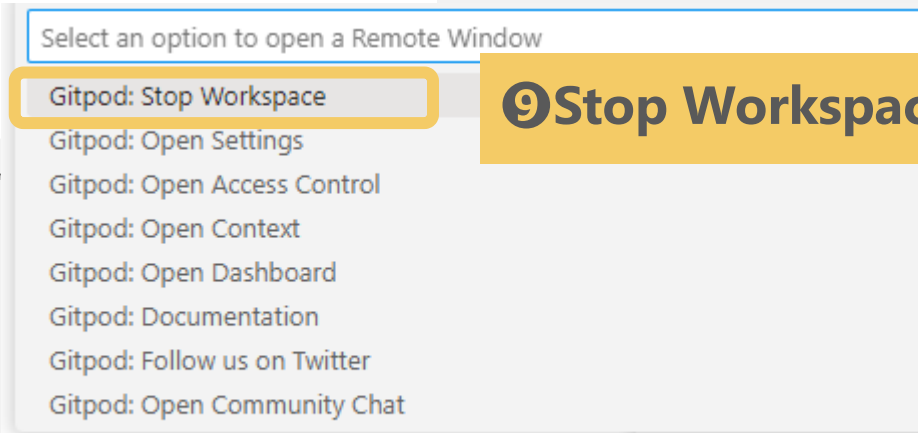 Select an option to open a Remote Window
Gitpod: Stop Workspace
❾Stop Workspac
Gitpod: Open Settings
Gitpod: Open Access Control
Gitpod: Open Context
Gitpod: Open Dashboard
Gitpod: Documentation
Gitpod: Follow us on Twitter
Gitpod: Open Community Chat